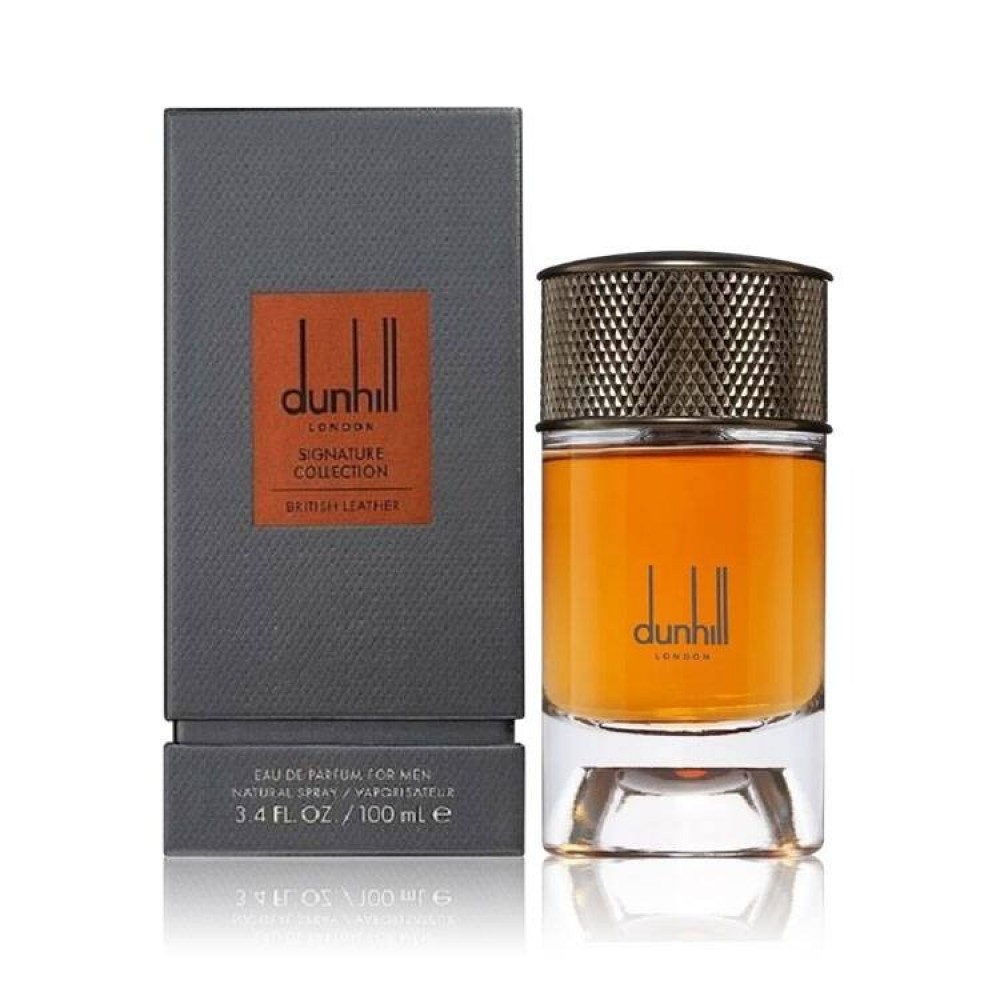 dunhill
LONDON
SIGNATURE
COLLECTION
BRITISH LEATHER
EAU DE PARFUM FOR MEN
NATURAL SPRAY / VAPORISATEUR
3.4 FL. OZ. / 100 mL ℮
dunhill
LONDON